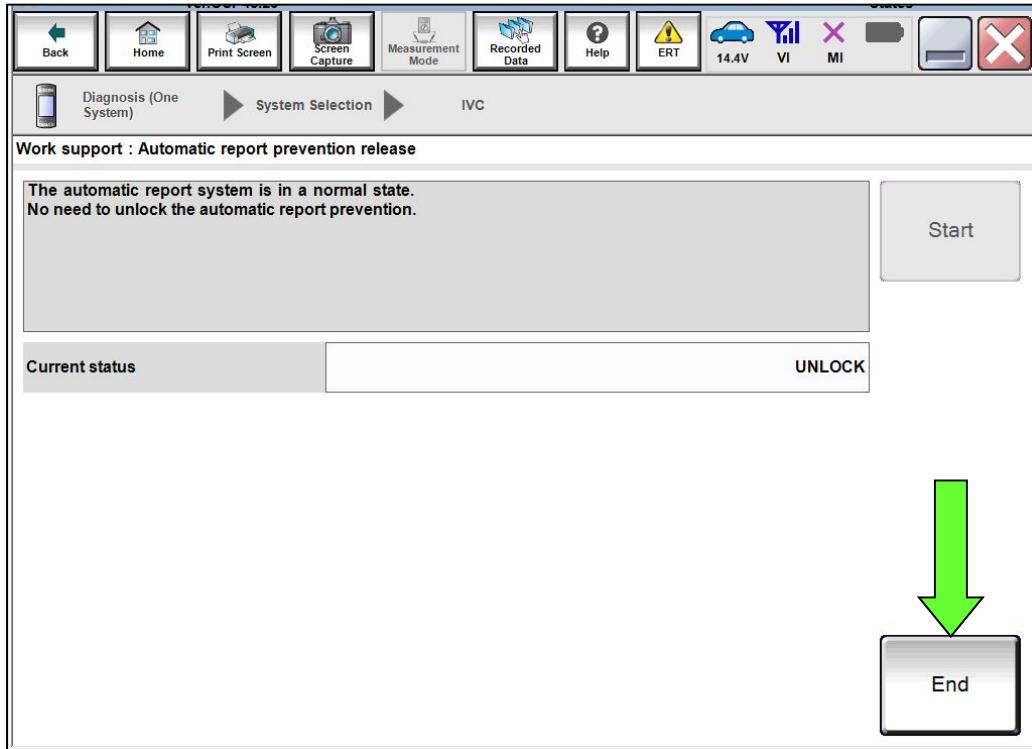 Back
Home
Print Screen
Screen
Capture
Measurement
Mode
Recorded
Data
Help
ERT
14.4V
VI
MI
Diagnosis (One
System)
System Selection
IVC
Work support : Automatic report prevention release
The automatic report system is in a normal state.
No need to unlock the automatic report prevention.
Start
Current status
UNLOCK
End